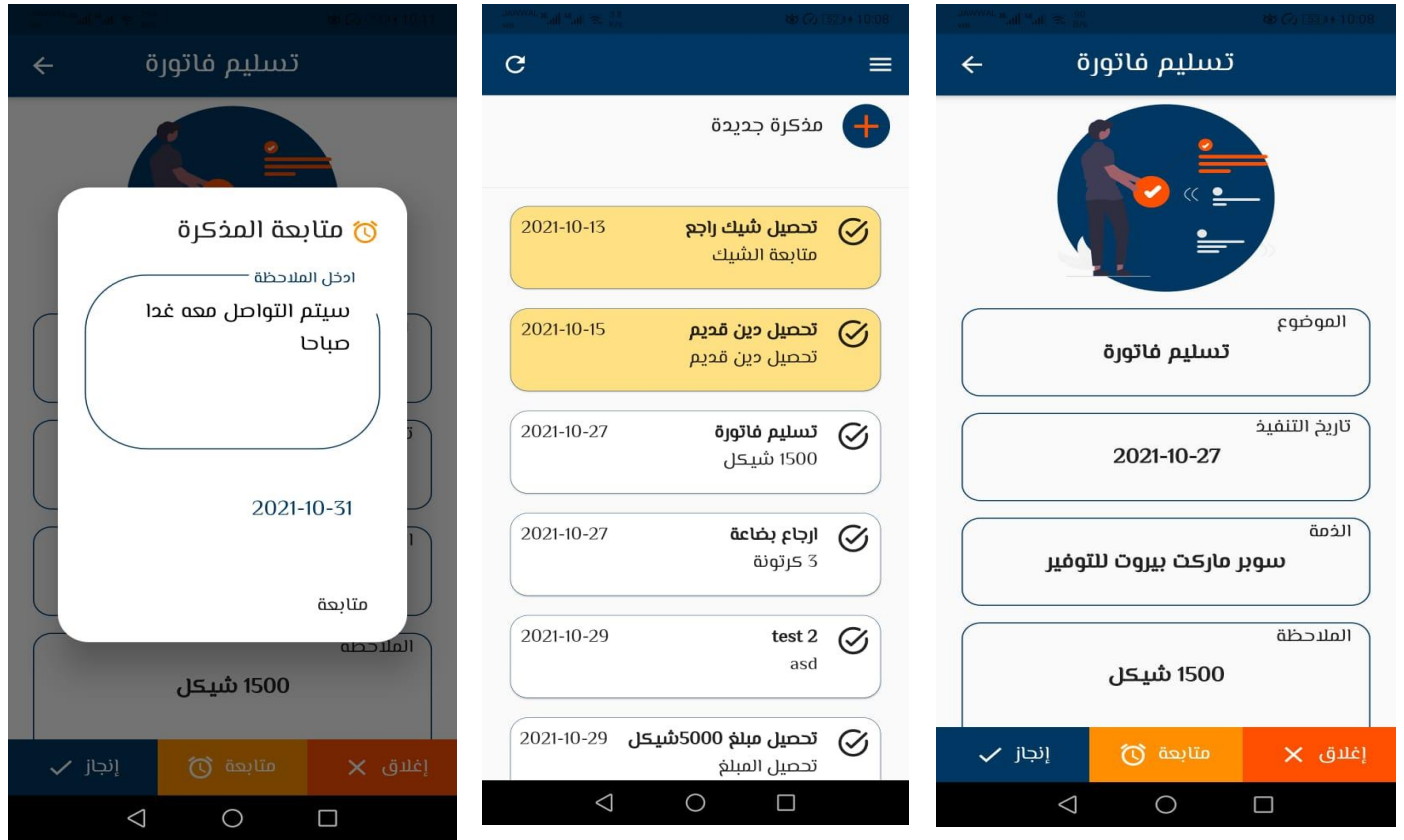 تسليم فاتورة
متابعة المذكرة
ادخل الملاحظة
سيتم التواصل معه غدا
صباحا
2021-10-31
متابعة
الملاحظة
1500 شيكل
إغلاق
متابعة
إنجاز
10:08
مذكرة جديدة
تحصيل شيك راجع
2021-10-13
متابعة الشيك
تحصيل دين قديم
2021-10-15
تحصيل دين قديم
تسليم فاتورة
2021-10-27
1500 شيكل
ارجاع بضاعة
2021-10-27
3 كرتونة
test 2
2021-10-29
asd
تحصيل مبلغ 5000شيكل
2021-10-29
تحصيل المبلغ
10:08
تسليم فاتورة
الموضوع
تسليم فاتورة
تاريخ التنفيذ
2021-10-27
الذمة
سوبر ماركت بيروت للتوفير
الملاحظة
1500 شيكل
إغلاق
متابعة
إنجاز